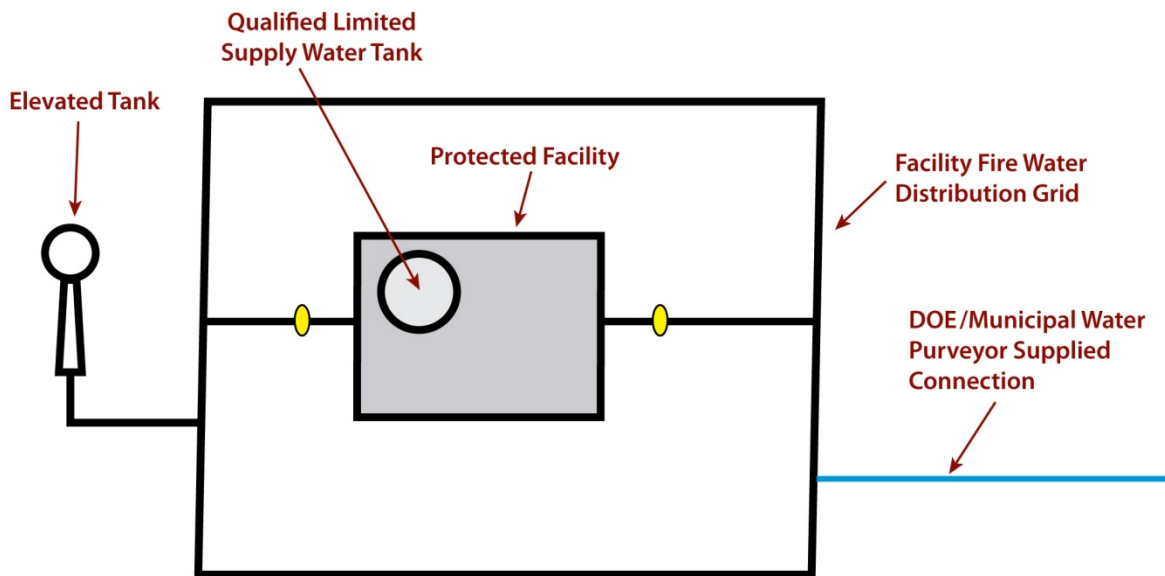 Qualified Limited
Supply Water Tank
Elevated Tank
Protected Facility
Facility Fire Water
Distribution Grid
DOE/Municipal Water
Purveyor Supplied
Connection